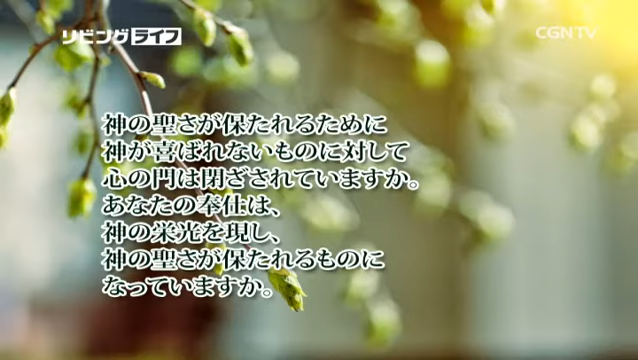 リビングライフ
CGNTV
神の聖さが保たれるために
神が喜ばれないものに対して
心の門は閉ざされていますか。
あなたの奉仕は、
神の栄光を現し、
神の聖さが保たれるものに
なっていますか。